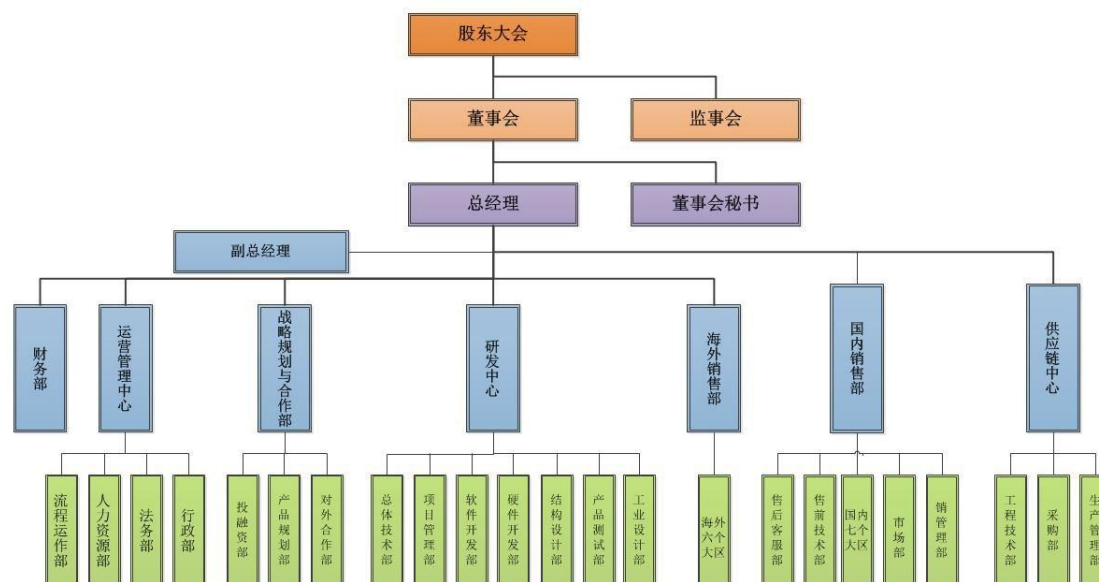 股东大会
董事会
监事会
总经理
董事会秘书
副总经理
财务部
运营管理中心
战略规划与合作部
研发中心
海外销售部
国内销售部
供应链中心
流程运作部
人力资源部
法务部
行政部
投融资部
产品规划部
对外合作部
总体技术部
项目管理部
软件开发部
硬件开发部
结构设计部
产品测试部
工业设计部
海外
六个
大区
售后客服部
售前技术部
国内
七个
大区
市场部
销管理部
工程技术部
采购部
生产管理部